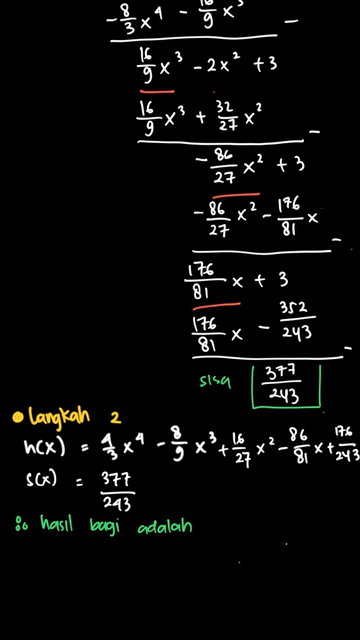 -8/3 x⁴ - 16/9 x³ -
16/9 x³ - 2x² + 3
16/9 x³ + 32/27 x² -
-86/27 x² + 3
-86/27 x² - 176/81 x -
176/81 x + 3
176/81 x - 352/243 -
sisa 377/243
Langkah 2
h(x) = 4/3 x⁴ - 8/9 x³ + 16/27 x² - 86/81 x + 176/243
s(x) = 377/243
∴ hasil bagi adalah